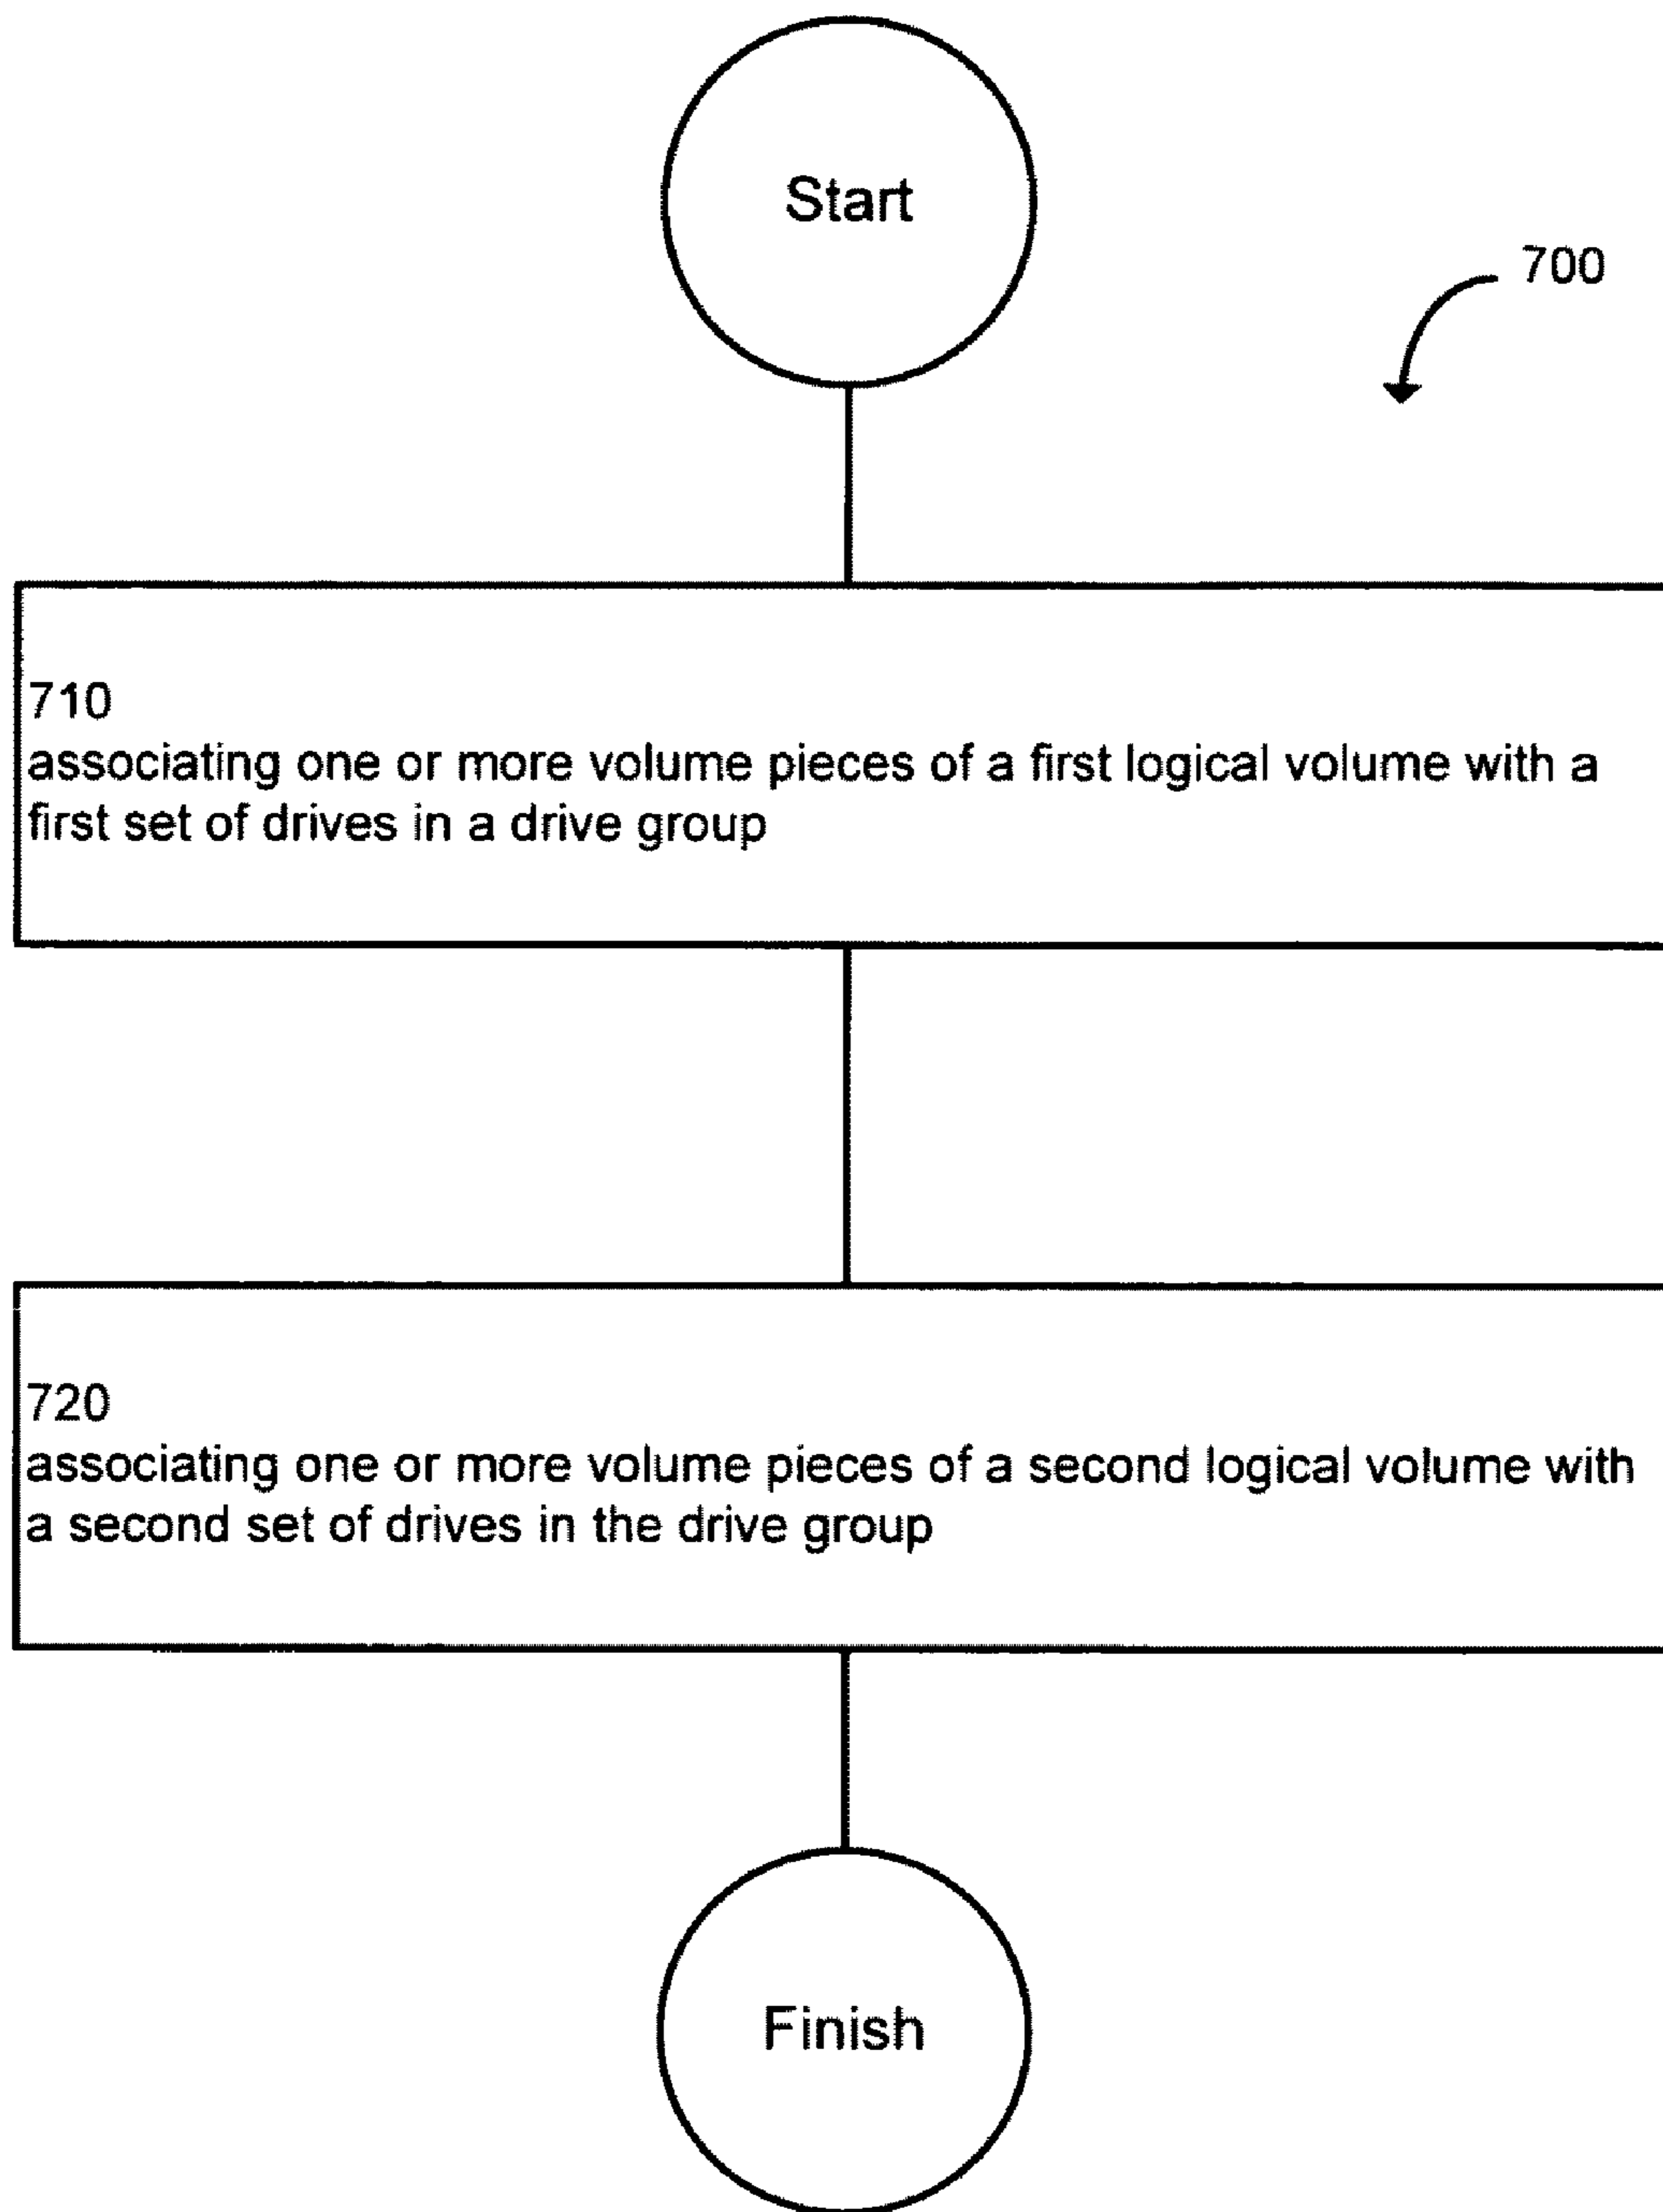 Start
700
710
associating one or more volume pieces of a first logical volume with a
first set of drives in a drive group
720
associating one or more volume pieces of a second logical volume with
a second set of drives in the drive group
Finish